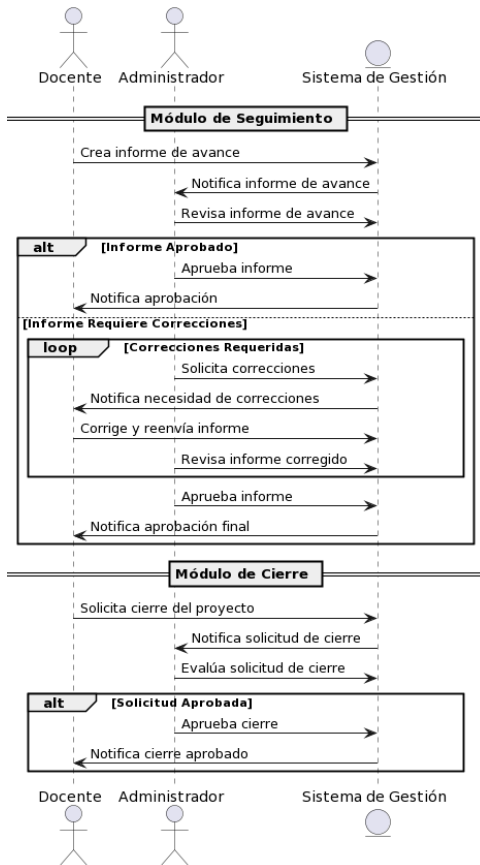 Docente Administrador Sistema de Gestión
Módulo de Seguimiento
Crea informe de avance
Notifica informe de avance
Revisa informe de avance
alt [Informe Aprobado]
Aprueba informe
Notifica aprobación
[Informe Requiere Correcciones]
loop [Correcciones Requeridas]
Solicita correcciones
Notifica necesidad de correcciones
Corrige y reenvía informe
Revisa informe corregido
Aprueba informe
Notifica aprobación final
Módulo de Cierre
Solicita cierre del proyecto
Notifica solicitud de cierre
Evalúa solicitud de cierre
alt [Solicitud Aprobada]
Aprueba cierre
Notifica cierre aprobado
Docente Administrador Sistema de Gestión